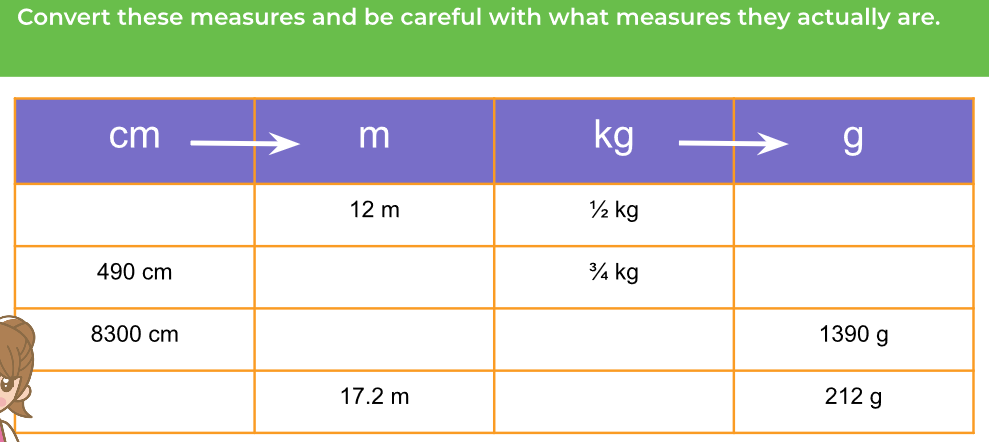 Convert these measures and be careful with what measures they actually are.
cm m kg g
12 m ½ kg
490 cm ¾ kg
8300 cm 1390 g
17.2 m 212 g